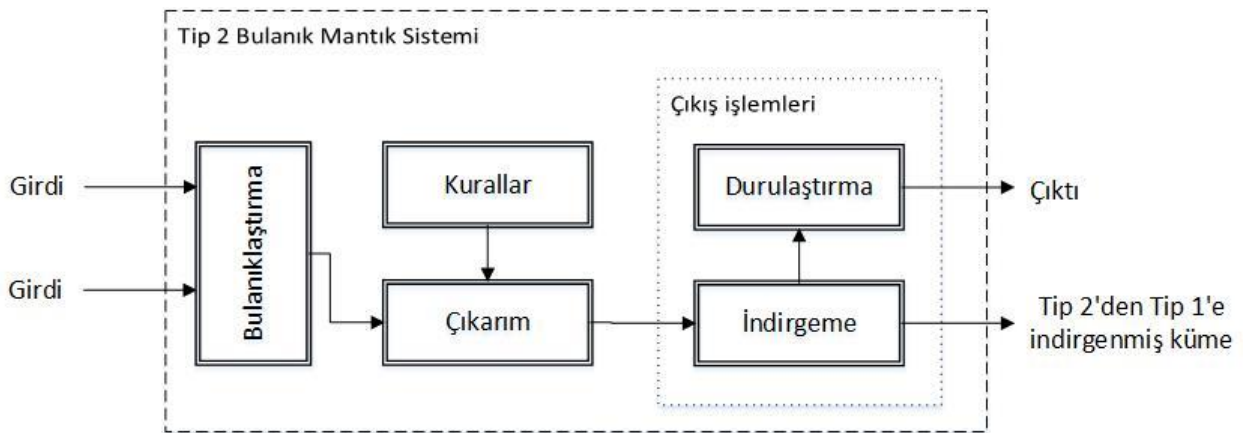 Tip 2 Bulanık Mantık Sistemi
Çıkış işlemleri
Girdi
Girdi
Bulanıklaştırma
Kurallar
Çıkarım
Durulaştırma
İndirgeme
Çıktı
Tip 2'den Tip 1'e
indirgenmiş küme